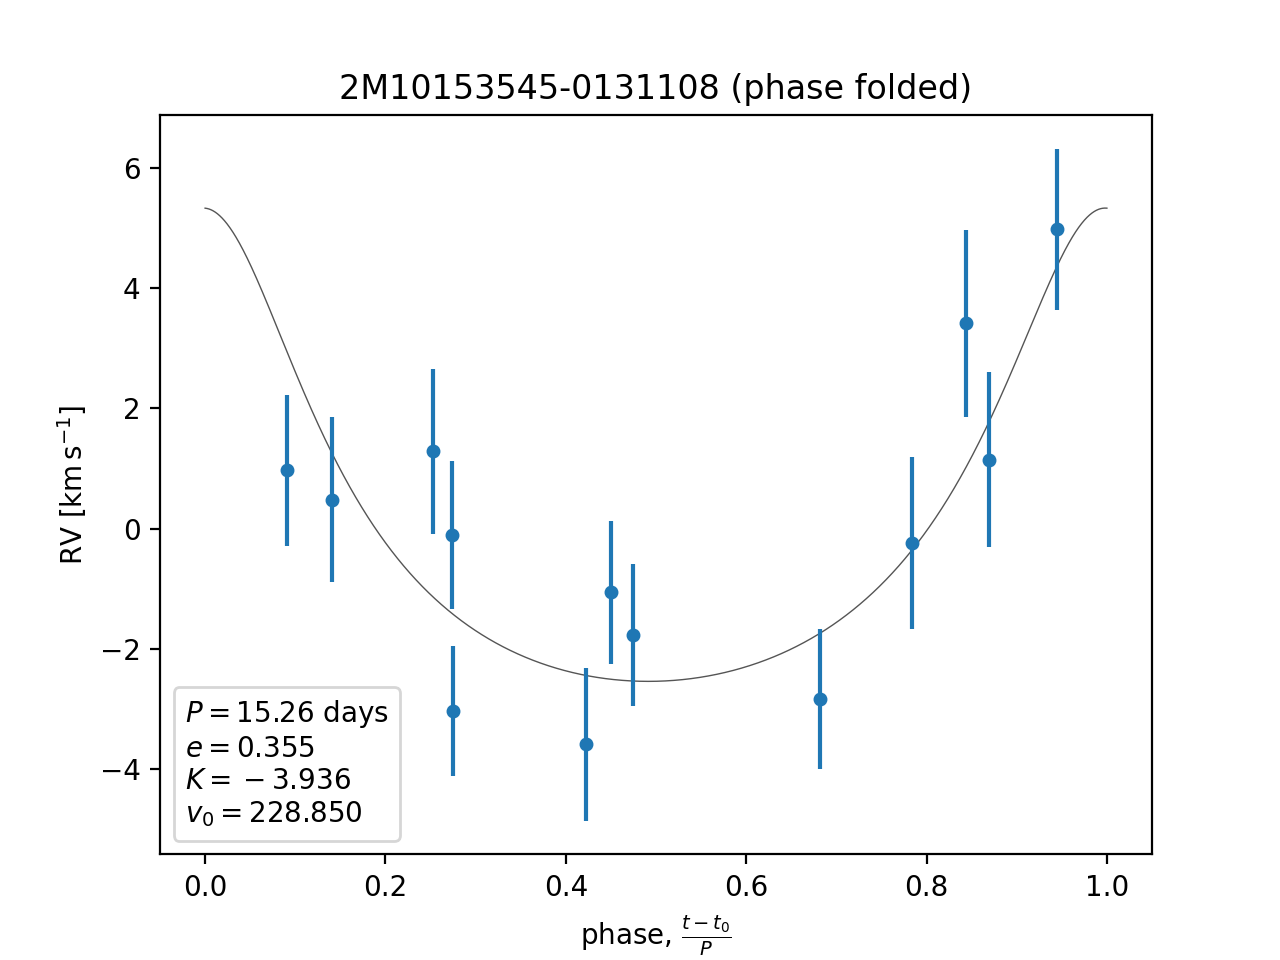 2M10153545-0131108 (phase folded)
RV [km s⁻¹]
6
4
2
0
−2
−4
P = 15.26 days
e = 0.355
K = −3.936
v₀ = 228.850
0.0 0.2 0.4 0.6 0.8 1.0
phase, (t − t₀)/P